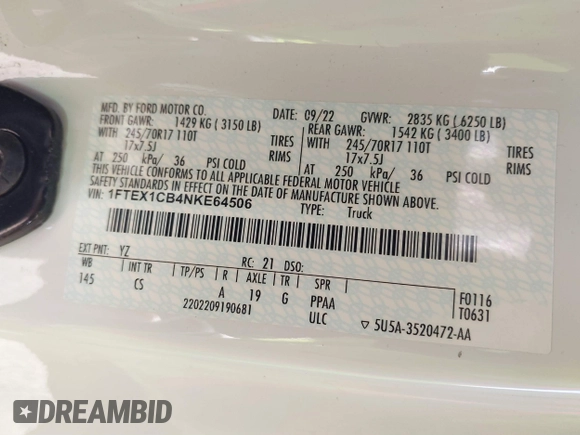 MFD. BY FORD MOTOR CO.
DATE: 09/22 GVWR: 2835 KG (.6250 LB)
FRONT GAWR: 1429 KG (3150 LB) REAR GAWR: 1542 KG (3400 LB)
WITH 245/70R17 110T TIRES WITH 245/70R17 110T TIRES
17x7.5J RIMS 17x7.5J RIMS
AT 250 kPa/ 36 PSI COLD AT 250 kPa/ 36 PSI COLD
THIS VEHICLE CONFORMS TO ALL APPLICABLE FEDERAL MOTOR VEHICLE
SAFETY STANDARDS IN EFFECT ON THE DATE OF MANUFACTURE SHOWN ABOVE.
VIN: 1FTEX1CB4NKE64506 TYPE: Truck
EXT PNT: YZ RC: 21 DSO:
WB INT TR TP/PS R AXLE TR SPR
145 CS A 19 G PPAA F0116
2202209190681 ULC T0631
▽ 5U5A-3520472-AA
DREAMBID